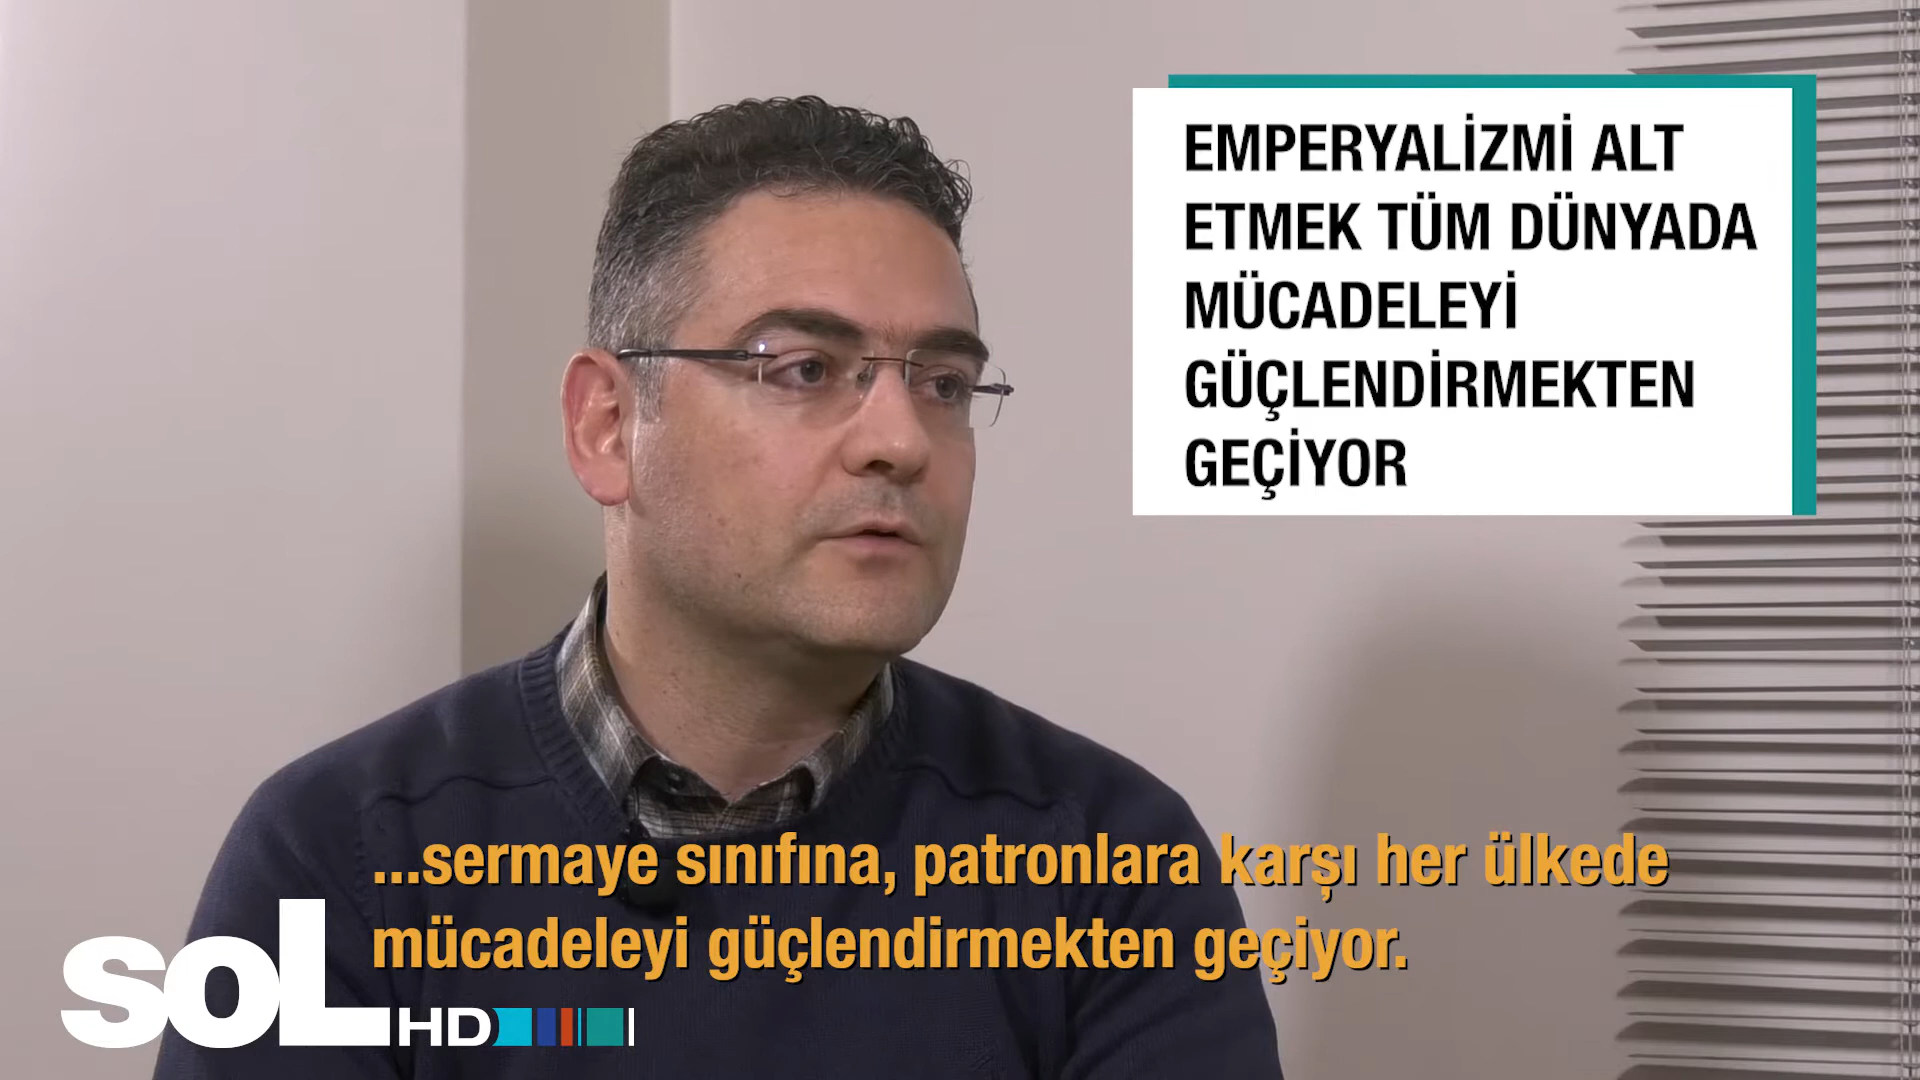 EMPERYALİZMİ ALT
ETMEK TÜM DÜNYADA
MÜCADELEYİ
GÜÇLENDİRMEKTEN
GEÇİYOR
...sermaye sınıfına, patronlara karşı her ülkede
mücadeleyi güçlendirmekten geçiyor.
soL HD